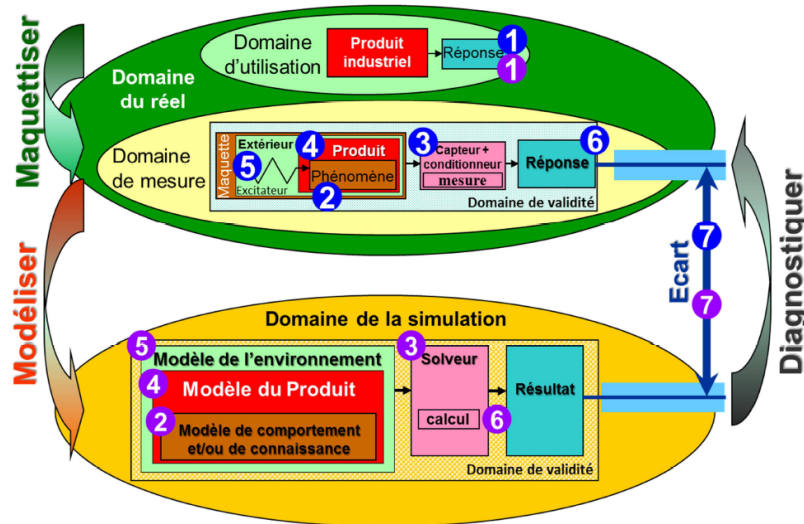 Maquettiser
Domaine
d'utilisation
Produit
industriel
Réponse
1
1
Domaine
du réel
Domaine
de mesure
Maquette
Extérieur
5
Excitateur
4
Produit
Phénomène
2
3
Capteur +
conditionneur
mesure
6
Réponse
Domaine de validité
Modéliser
Ecart
7
7
Diagnostiquer
Domaine de la simulation
5
Modèle de l'environnement
4
Modèle du Produit
2
Modèle de comportement
et/ou de connaissance
3
Solveur
calcul
6
Résultat
Domaine de validité